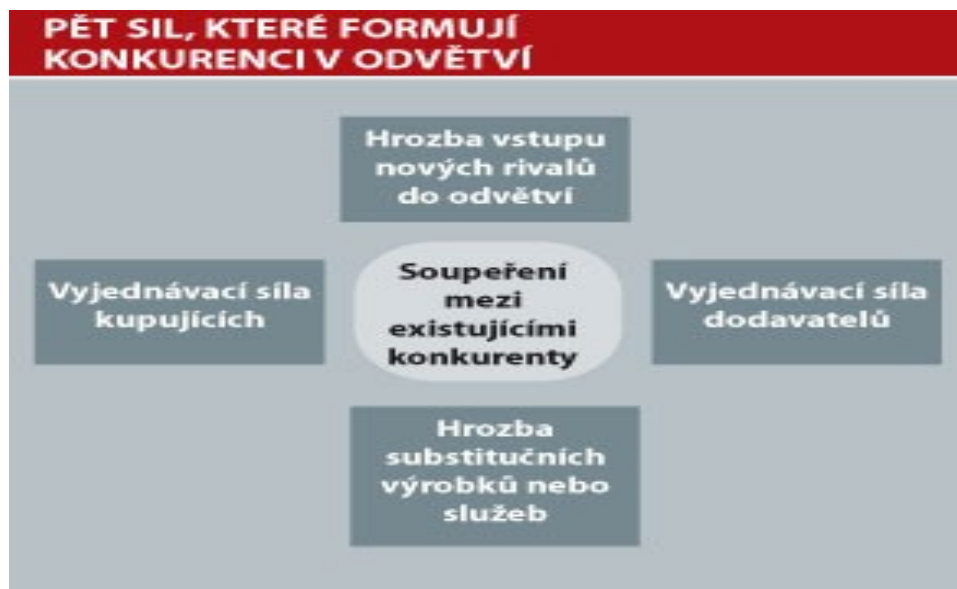 PĚT SIL, KTERÉ FORMUJÍ
KONKURENCI V ODVĚTVÍ
Hrozba vstupu
nových rivalů
do odvětví
Vyjednávací síla
kupujících
Soupeření
mezi
existujícími
konkurenty
Vyjednávací síla
dodavatelů
Hrozba
substitučních
výrobků nebo
služeb